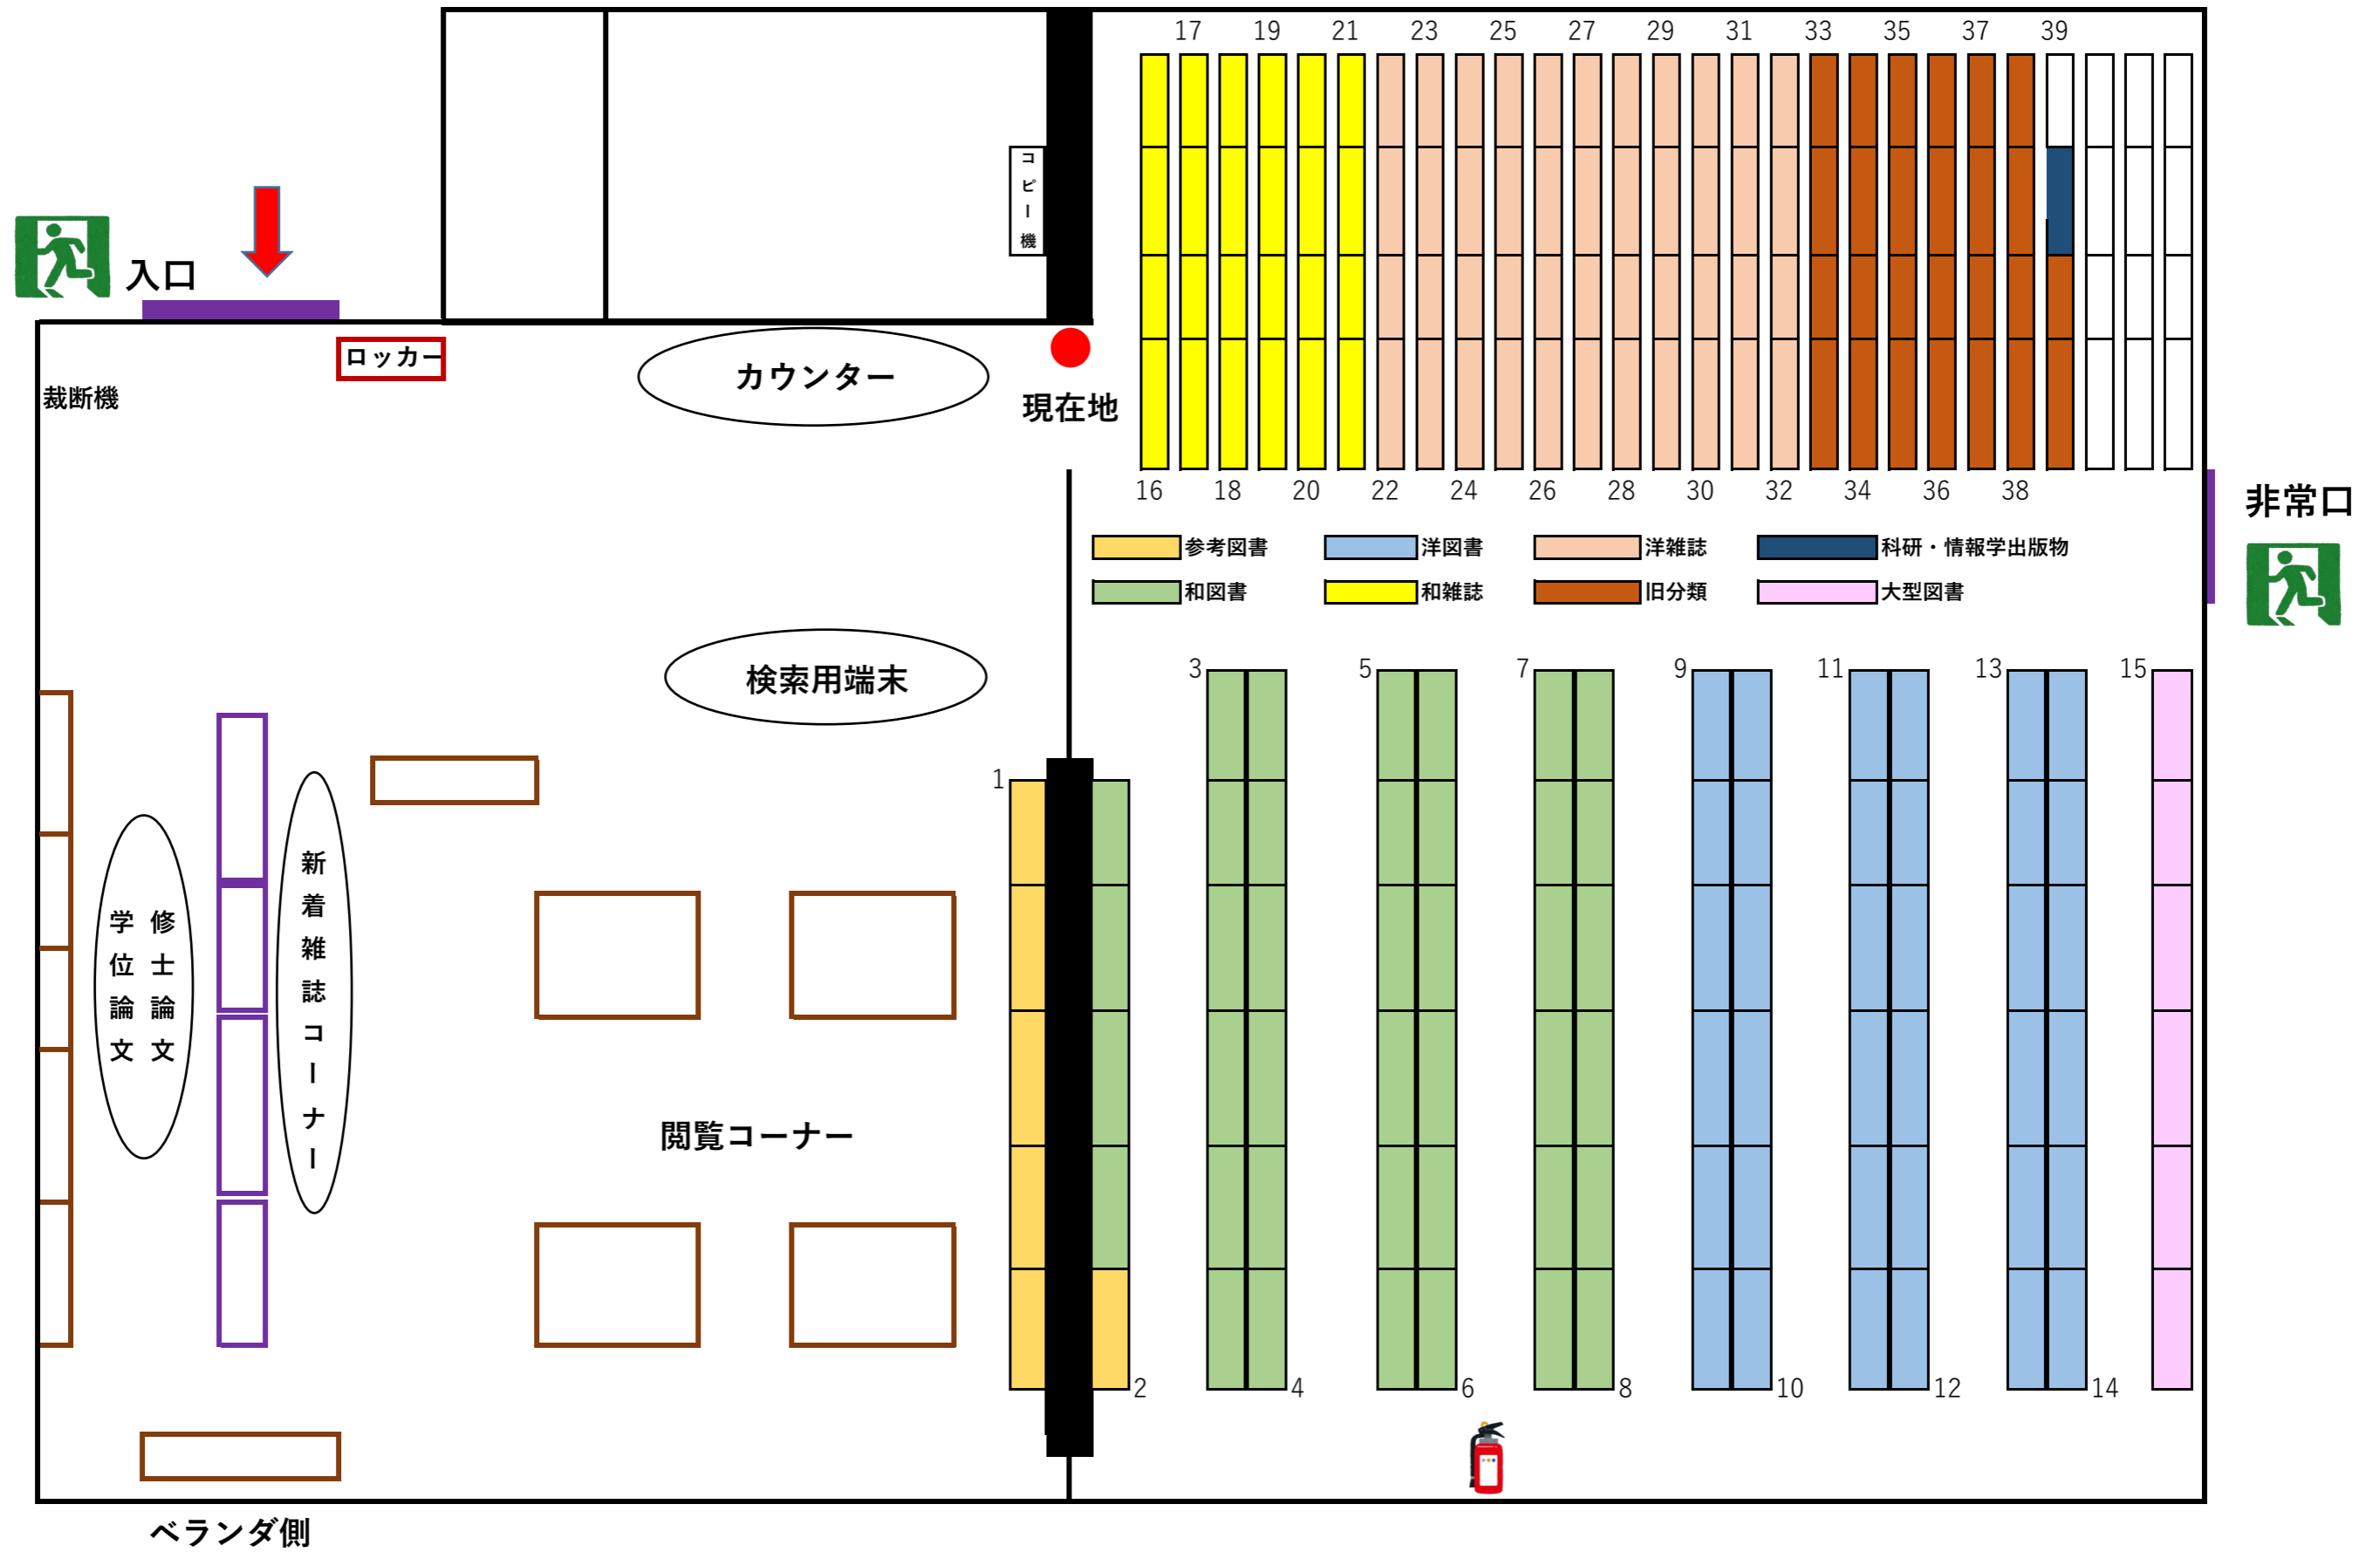 17 19 21 23 25 27 29 31 33 35 37 39
コピー機
入口
ロッカー
カウンター
裁断機
現在地
16 18 20 22 24 26 28 30 32 34 36 38
非常口
参考図書 洋図書 洋雑誌 科研・情報学出版物
和図書 和雑誌 旧分類 大型図書
検索用端末
3 5 7 9 11 13 15
1
新着雑誌コーナー
修士論文
学位論文
閲覧コーナー
2 4 6 8 10 12 14
ベランダ側